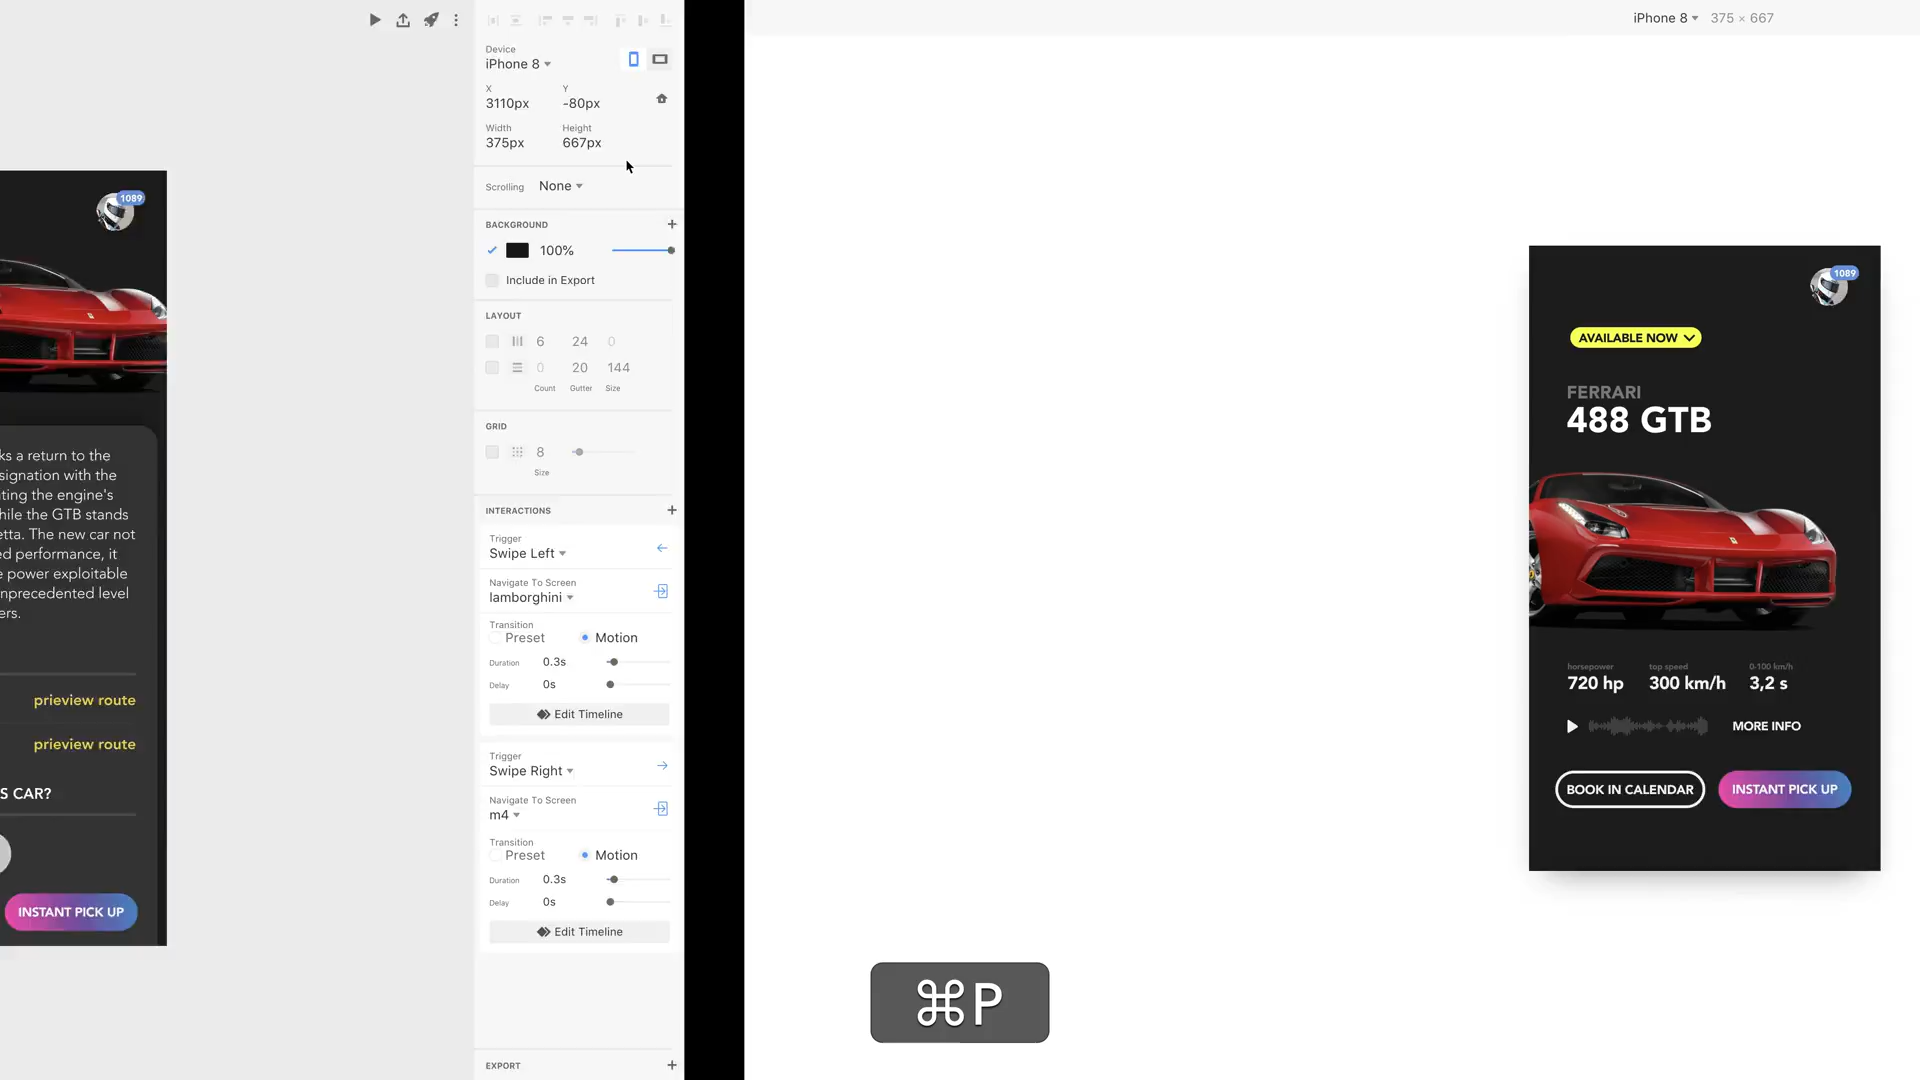 1089
ks a return to the
signation with the
ting the engine's
hile the GTB stands
etta. The new car not
ed performance, it
e power exploitable
nprecedented level
ers.
prieview route
prieview route
S CAR?
INSTANT PICK UP
Device
iPhone 8
X
Y
3110px
-80px
Width
Height
375px
667px
Scrolling
None
BACKGROUND
100%
Include in Export
LAYOUT
6
24
0
0
20
144
Count
Gutter
Size
GRID
8
Size
INTERACTIONS
Trigger
Swipe Left
Navigate To Screen
lamborghini
Transition
Preset
Motion
Duration
0.3s
Delay
0s
Edit Timeline
Trigger
Swipe Right
Navigate To Screen
m4
Transition
Preset
Motion
Duration
0.3s
Delay
0s
Edit Timeline
EXPORT
iPhone 8
375 × 667
1089
AVAILABLE NOW
FERRARI
488 GTB
horsepower
top speed
0-100 km/h
720 hp
300 km/h
3,2 s
MORE INFO
BOOK IN CALENDAR
INSTANT PICK UP
⌘P